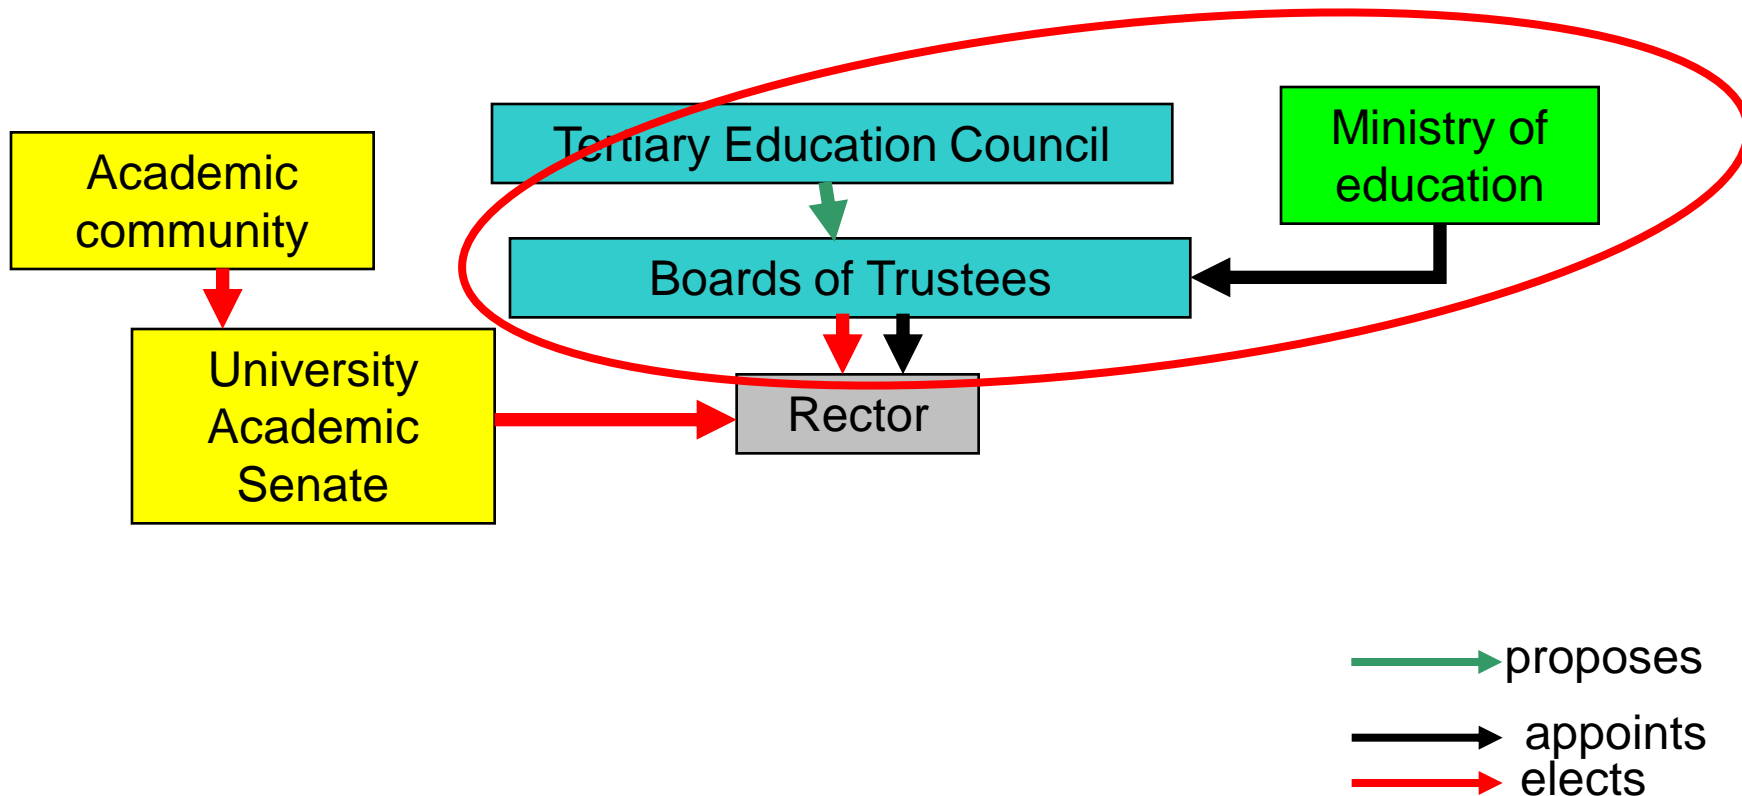 Tertiary Education Council
Ministry of
education
Academic
community
Boards of Trustees
University
Academic
Senate
Rector
proposes
appoints
elects